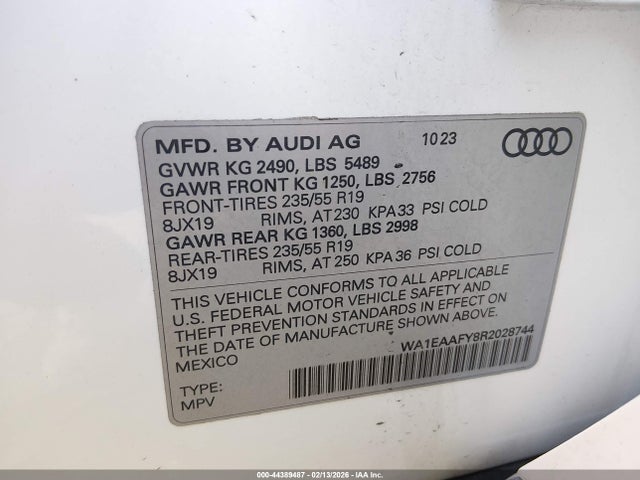 MFD. BY AUDI AG 10 23
GVWR KG 2490, LBS 5489
GAWR FRONT KG 1250, LBS 2756
FRONT-TIRES 235/55 R19
8JX19 RIMS, AT 230 KPA 33 PSI COLD
GAWR REAR KG 1360, LBS 2998
REAR-TIRES 235/55 R19
8JX19 RIMS, AT 250 KPA 36 PSI COLD
THIS VEHICLE CONFORMS TO ALL APPLICABLE
U.S. FEDERAL MOTOR VEHICLE SAFETY AND
THEFT PREVENTION STANDARDS IN EFFECT ON
THE DATE OF MANUFACTURE SHOWN ABOVE.
MEXICO
WA1EAAFY8R2028744
TYPE:
MPV
000-44389487 - 02/13/2026 - COPYRIGHT © 2026 IAA